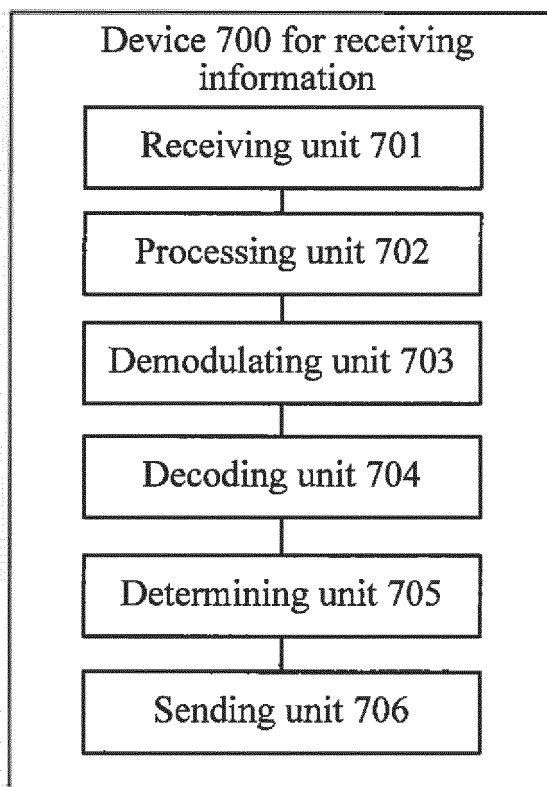 Device 700 for receiving
information
Receiving unit 701
Processing unit 702
Demodulating unit 703
Decoding unit 704
Determining unit 705
Sending unit 706